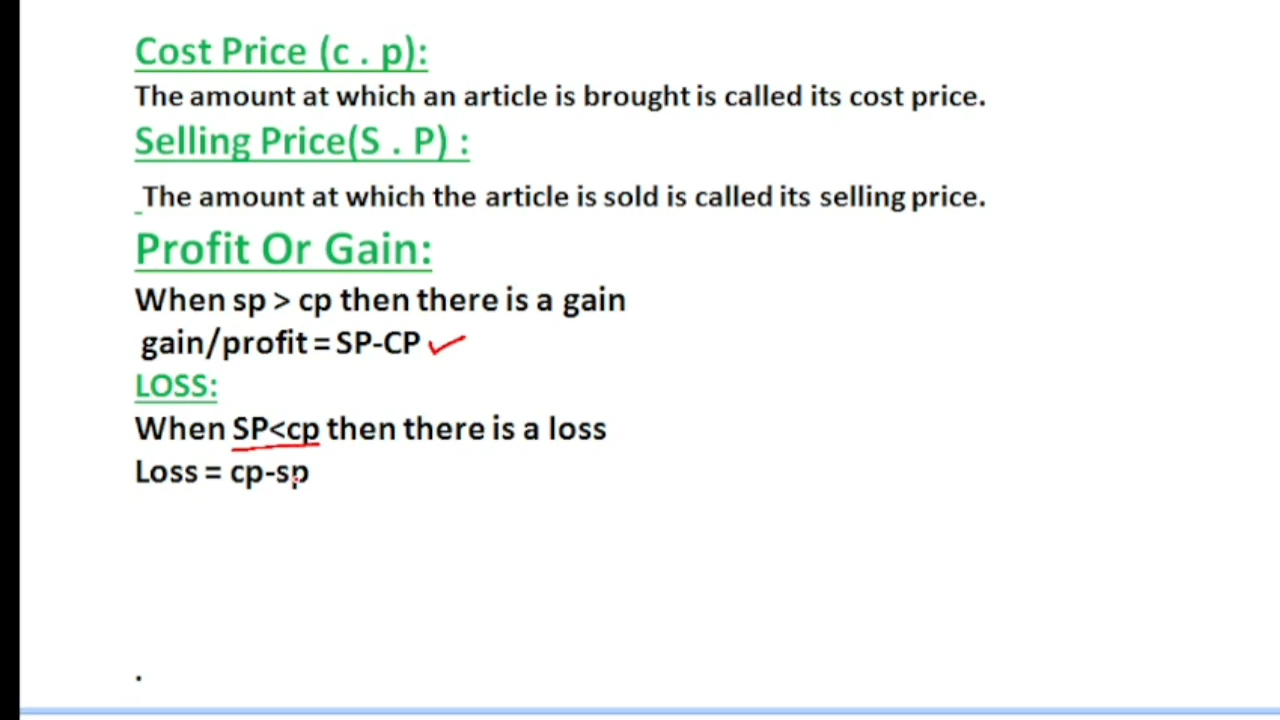 Cost Price (c . p):
The amount at which an article is brought is called its cost price.
Selling Price(S . P) :
The amount at which the article is sold is called its selling price.
Profit Or Gain:
When sp > cp then there is a gain
gain/profit = SP-CP
LOSS:
When SP<cp then there is a loss
Loss = cp-sp
.